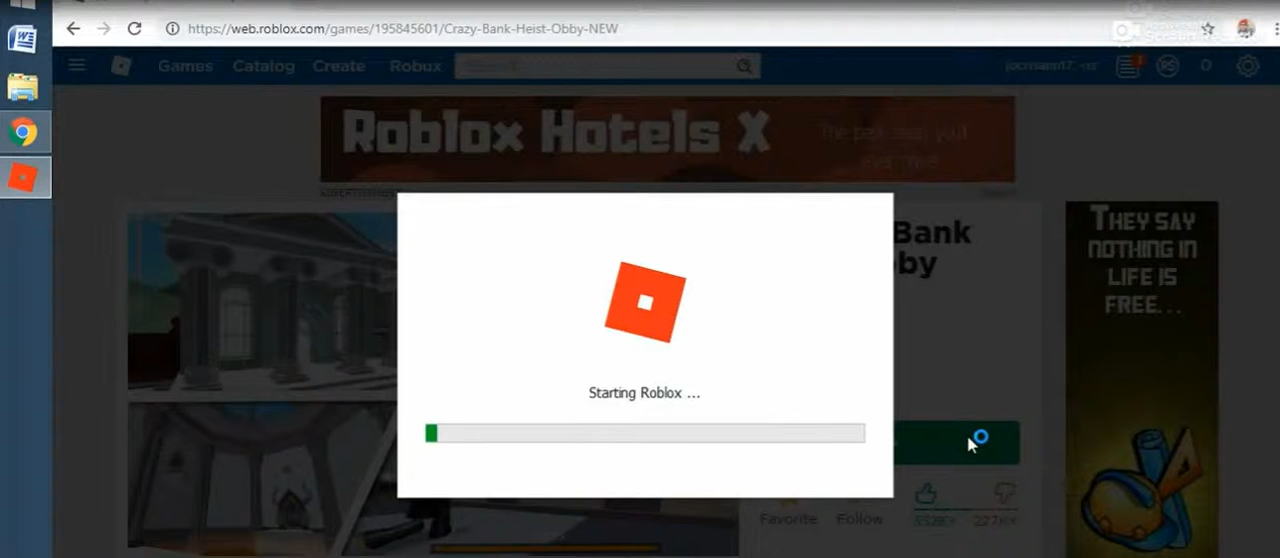 https://web.roblox.com/games/195845601/Crazy-Bank-Heist-Obby-NEW
Games Catalog Create Robux
Roblox Hotels X
Bank
by
Starting Roblox ...
THEY SAY
NOTHING IN
LIFE IS
FREE...
Favorite Follow